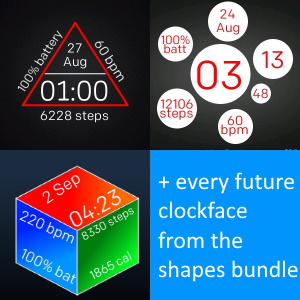 100% battery
27
Aug
60 bpm
01:00
6228 steps
24
Aug
100%
batt
03
13
48
12106
steps
60
bpm
2 Sep
04:23
8330 steps
220 bpm
100% bat
1865 cal
+ every future
clockface
from the
shapes bundle